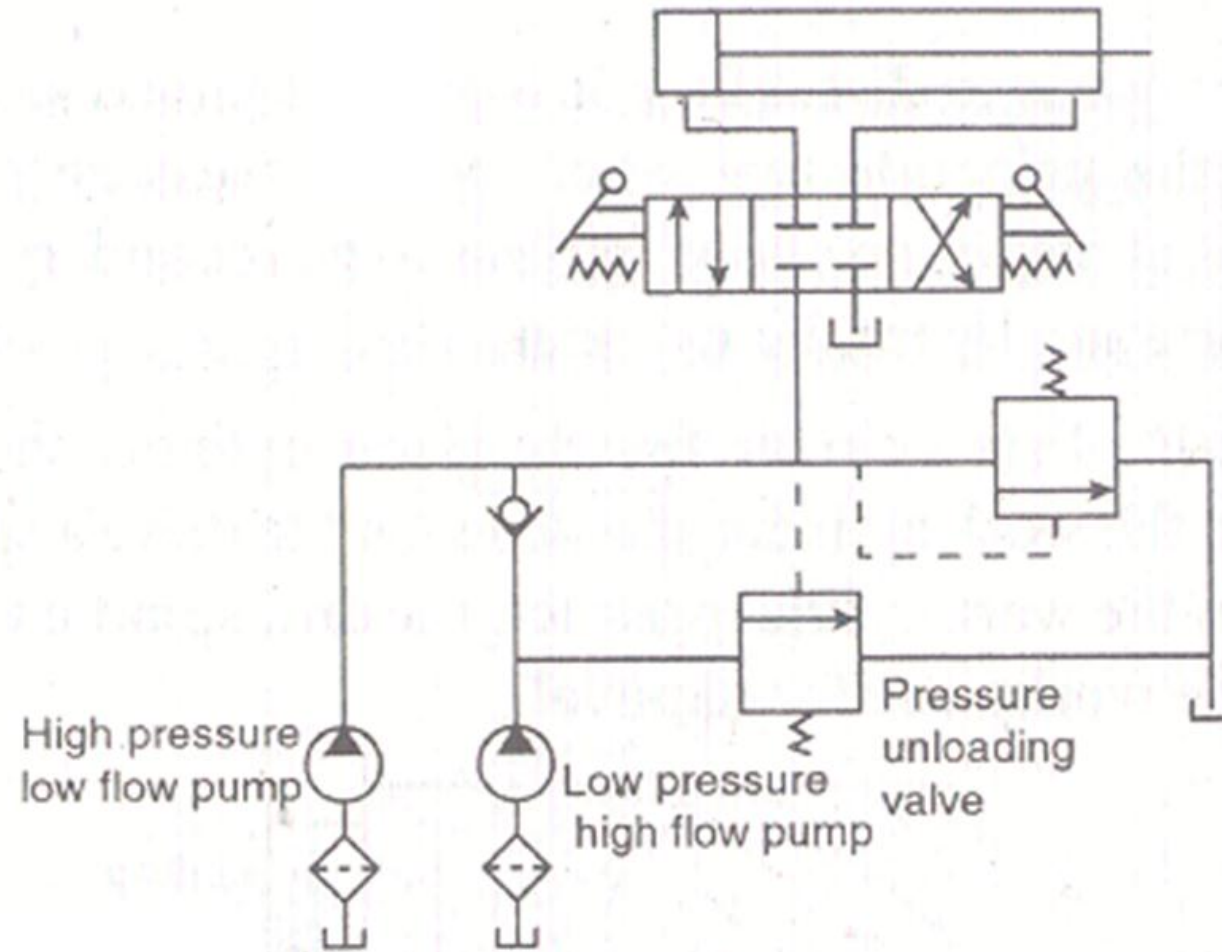 High pressure
low flow pump
Low pressure
high flow pump
Pressure
unloading
valve